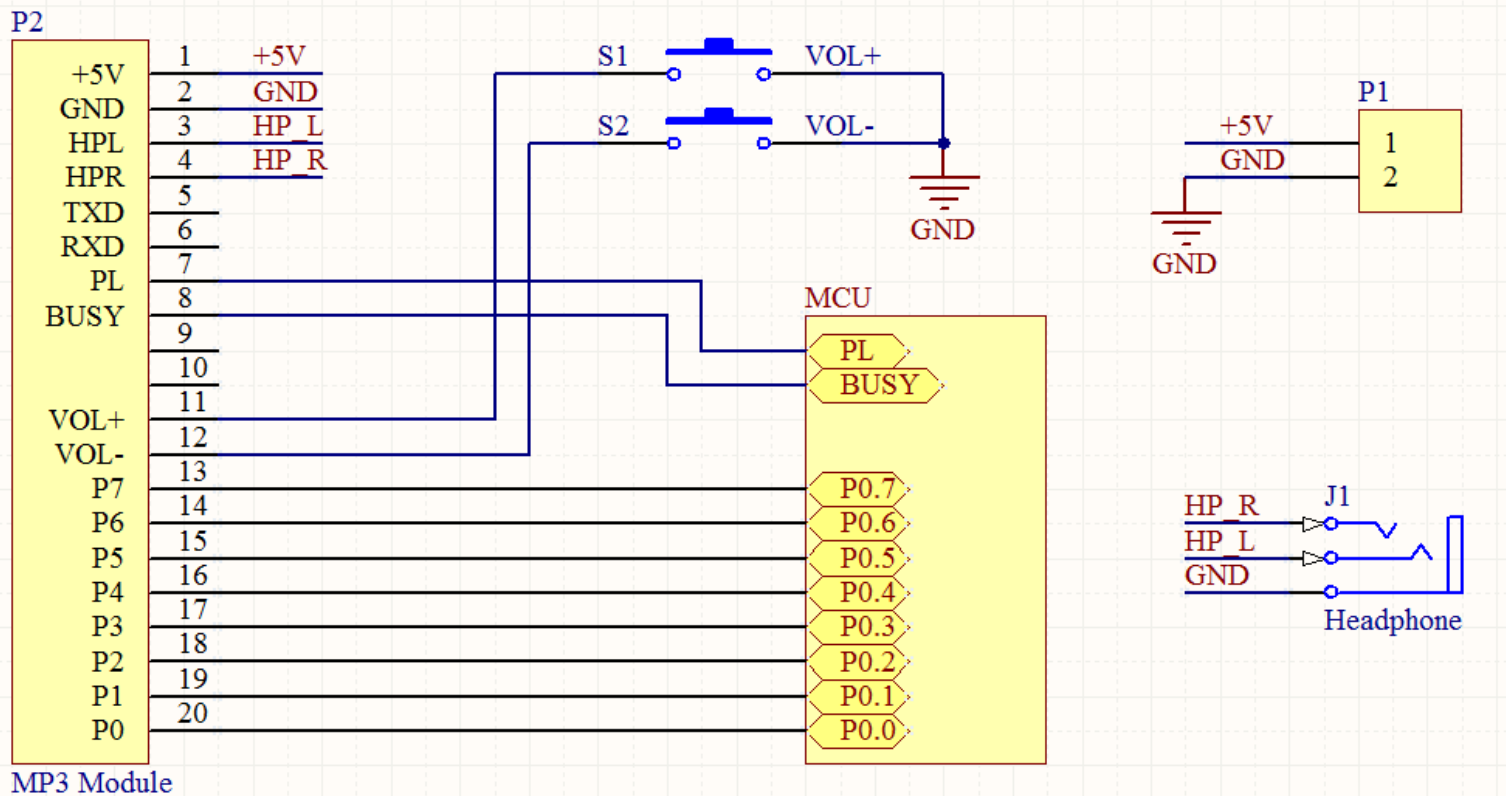 P2
+5V 1 +5V
GND 2 GND
HPL 3 HP_L
HPR 4 HP_R
TXD 5
RXD 6
PL 7
BUSY 8
9
10
VOL+ 11
VOL- 12
P7 13
P6 14
P5 15
P4 16
P3 17
P2 18
P1 19
P0 20
MP3 Module
S1 VOL+
S2 VOL-
GND
MCU
PL
BUSY
P0.7
P0.6
P0.5
P0.4
P0.3
P0.2
P0.1
P0.0
P1
+5V 1
GND 2
GND
J1
HP_R
HP_L
GND
Headphone